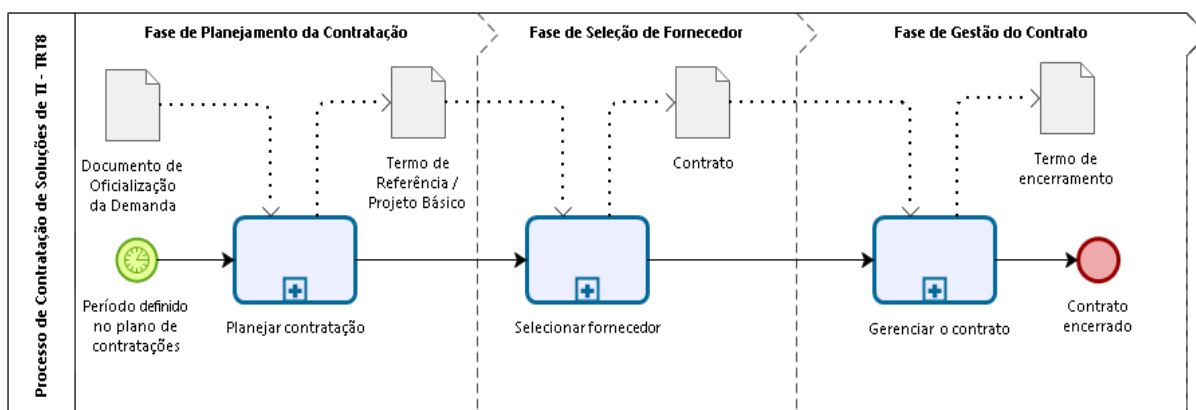 Processo de Contratação de Soluções de TI - TRT8
Fase de Planejamento da Contratação
Fase de Seleção de Fornecedor
Fase de Gestão do Contrato
Documento de
Oficialização
da Demanda
Termo de
Referência /
Projeto Básico
Contrato
Termo de
encerramento
Período definido
no plano de
contratações
Planejar contratação
Selecionar fornecedor
Gerenciar o contrato
Contrato
encerrado